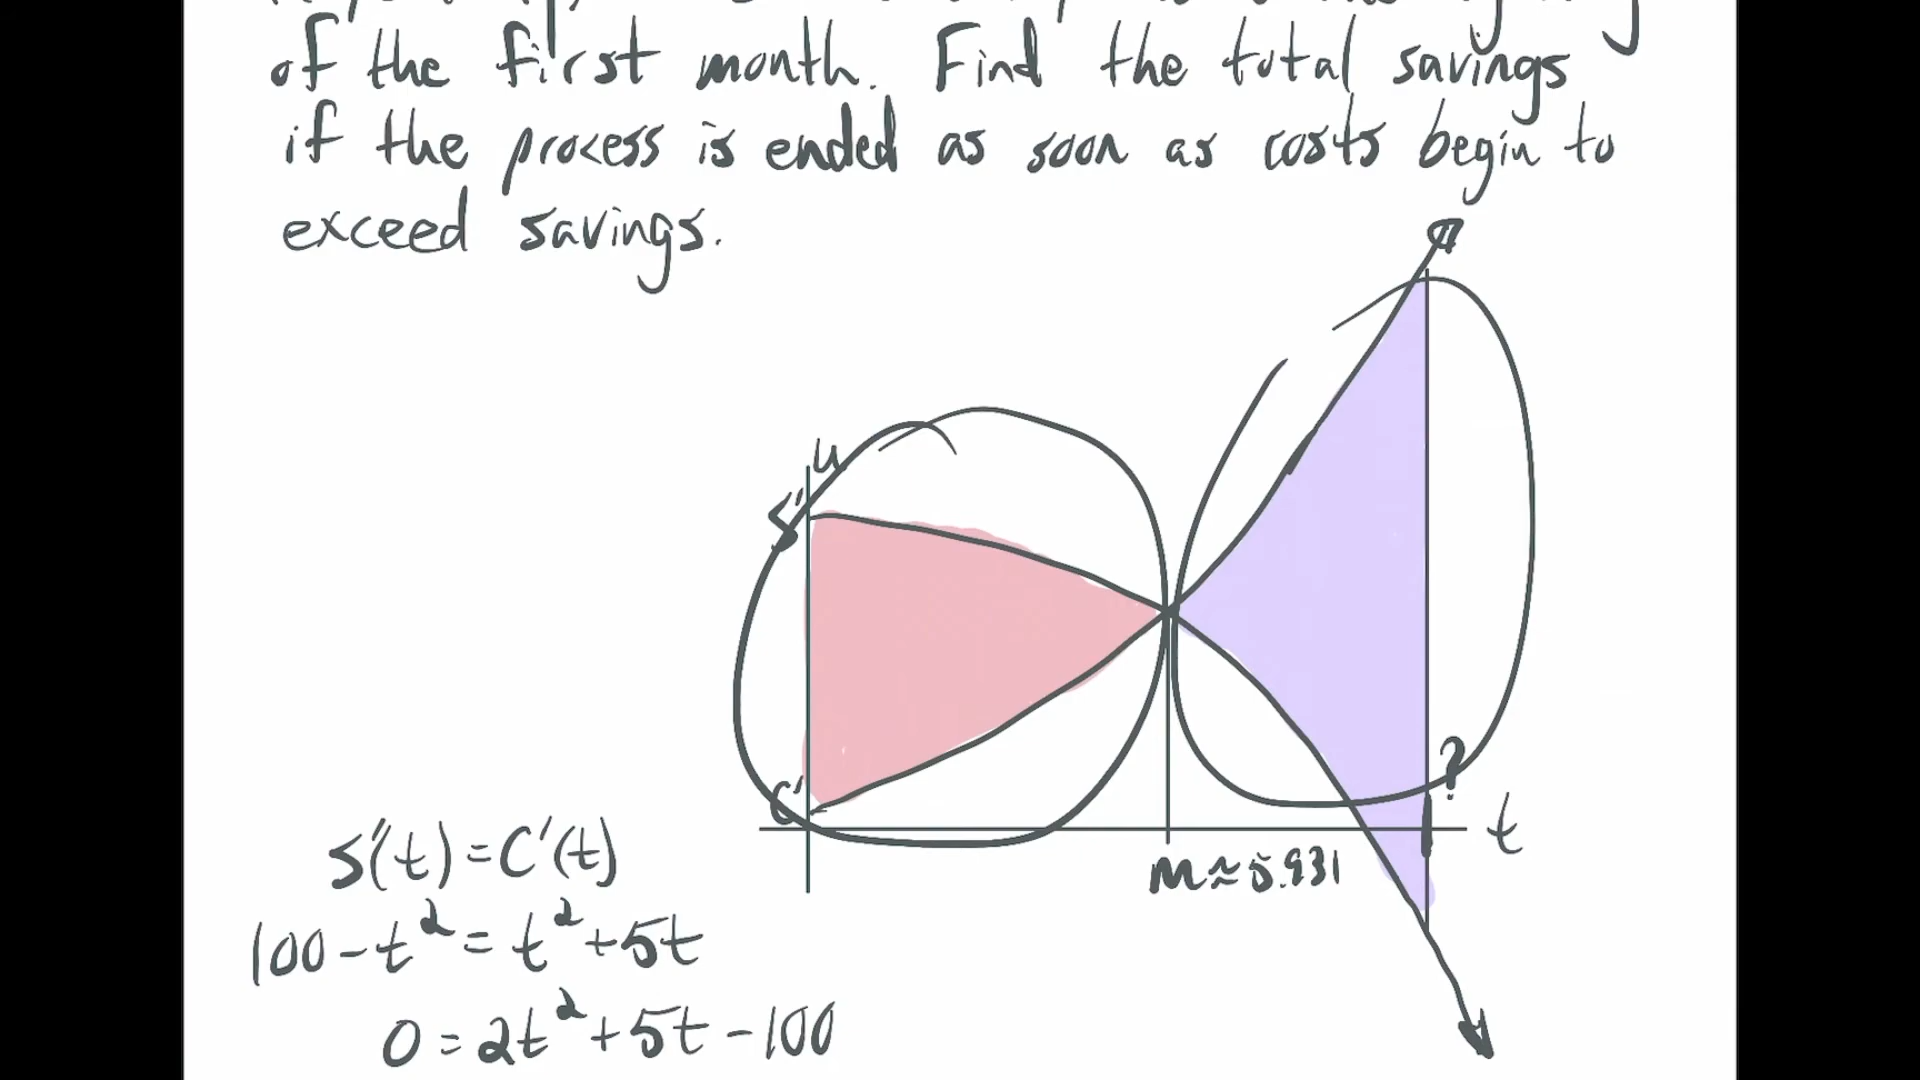 of the first month. Find the total savings
if the process is ended as soon as costs begin to
exceed savings.
S'
C'
?
t
m≈5.931
S'(t)=C'(t)
100-t²=t²+5t
0=2t²+5t-100